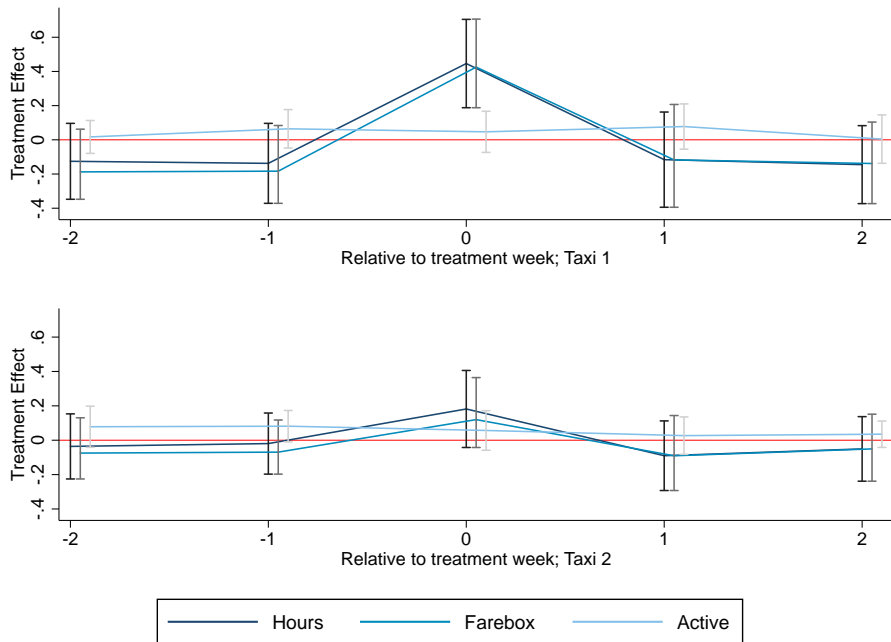 Treatment Effect
.6
.4
.2
0
-.2
-.4
-2 -1 0 1 2
Relative to treatment week; Taxi 1
Treatment Effect
.6
.4
.2
0
-.2
-.4
-2 -1 0 1 2
Relative to treatment week; Taxi 2
Hours Farebox Active